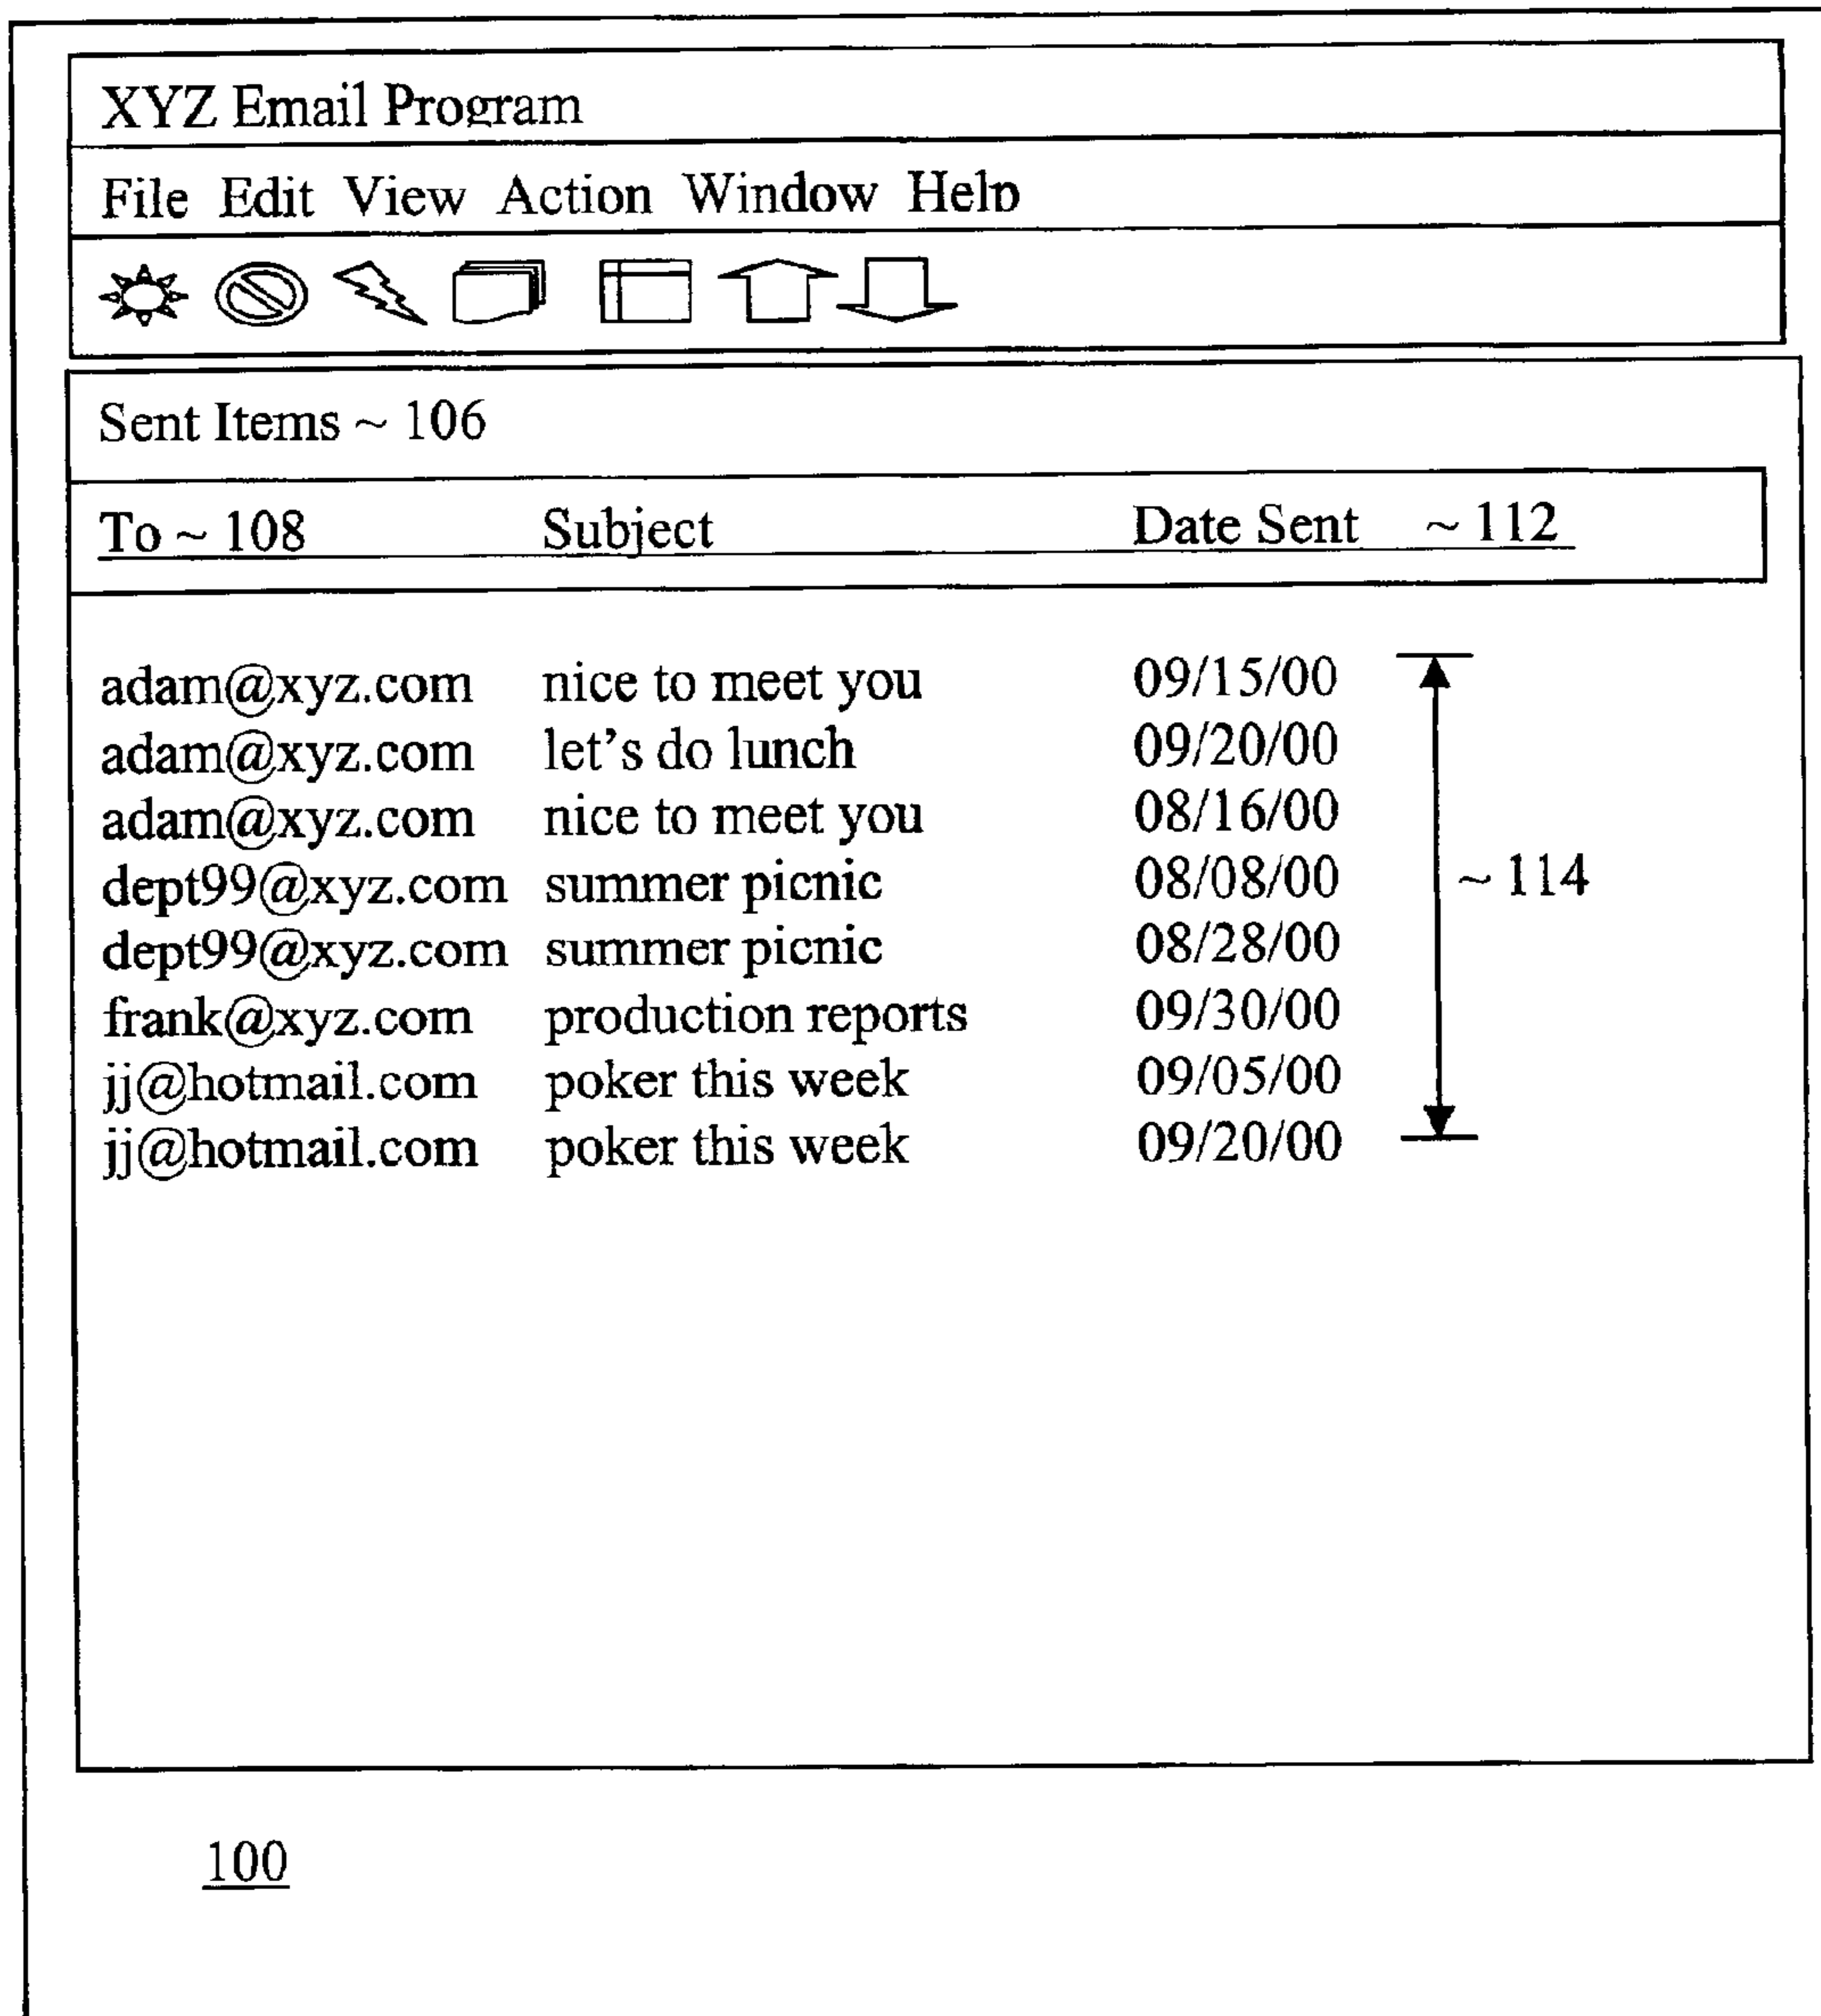 XYZ Email Program
File Edit View Action Window Help
Sent Items ~ 106
To ~ 108 Subject Date Sent ~ 112
adam@xyz.com nice to meet you 09/15/00
adam@xyz.com let's do lunch 09/20/00
adam@xyz.com nice to meet you 08/16/00
dept99@xyz.com summer picnic 08/08/00
~ 114
dept99@xyz.com summer picnic 08/28/00
frank@xyz.com production reports 09/30/00
jj@hotmail.com poker this week 09/05/00
jj@hotmail.com poker this week 09/20/00
100